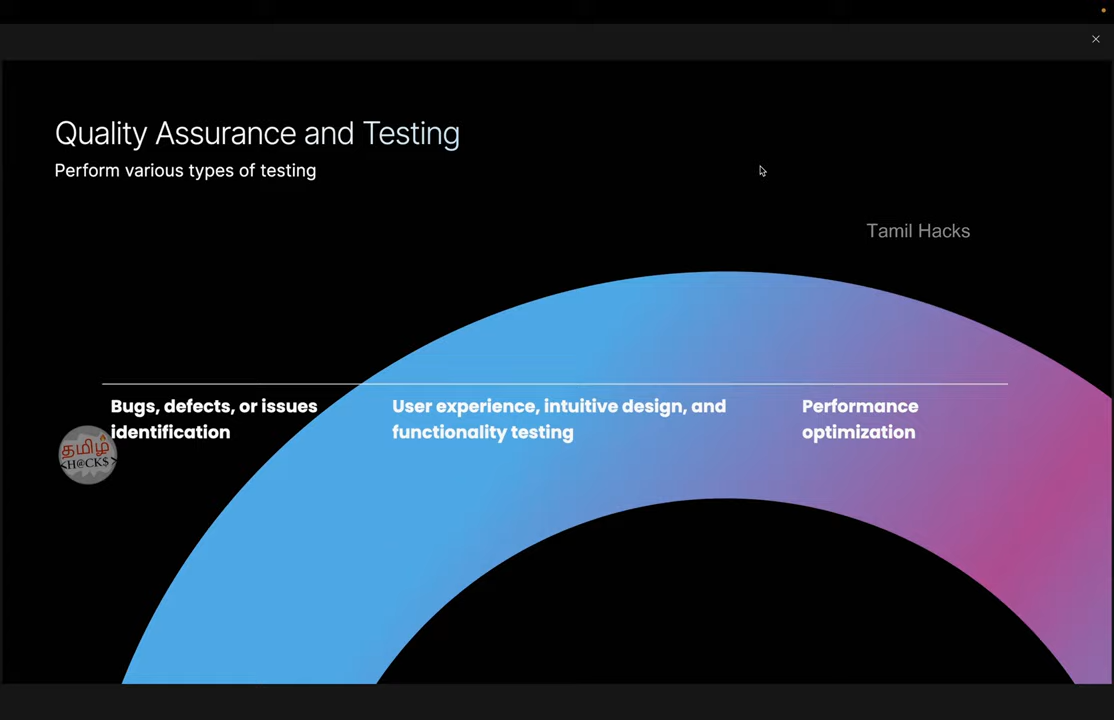 Quality Assurance and Testing
Perform various types of testing
Tamil Hacks
Bugs, defects, or issues
identification
User experience, intuitive design, and
functionality testing
Performance
optimization
தமிழ்
<H@CK$>